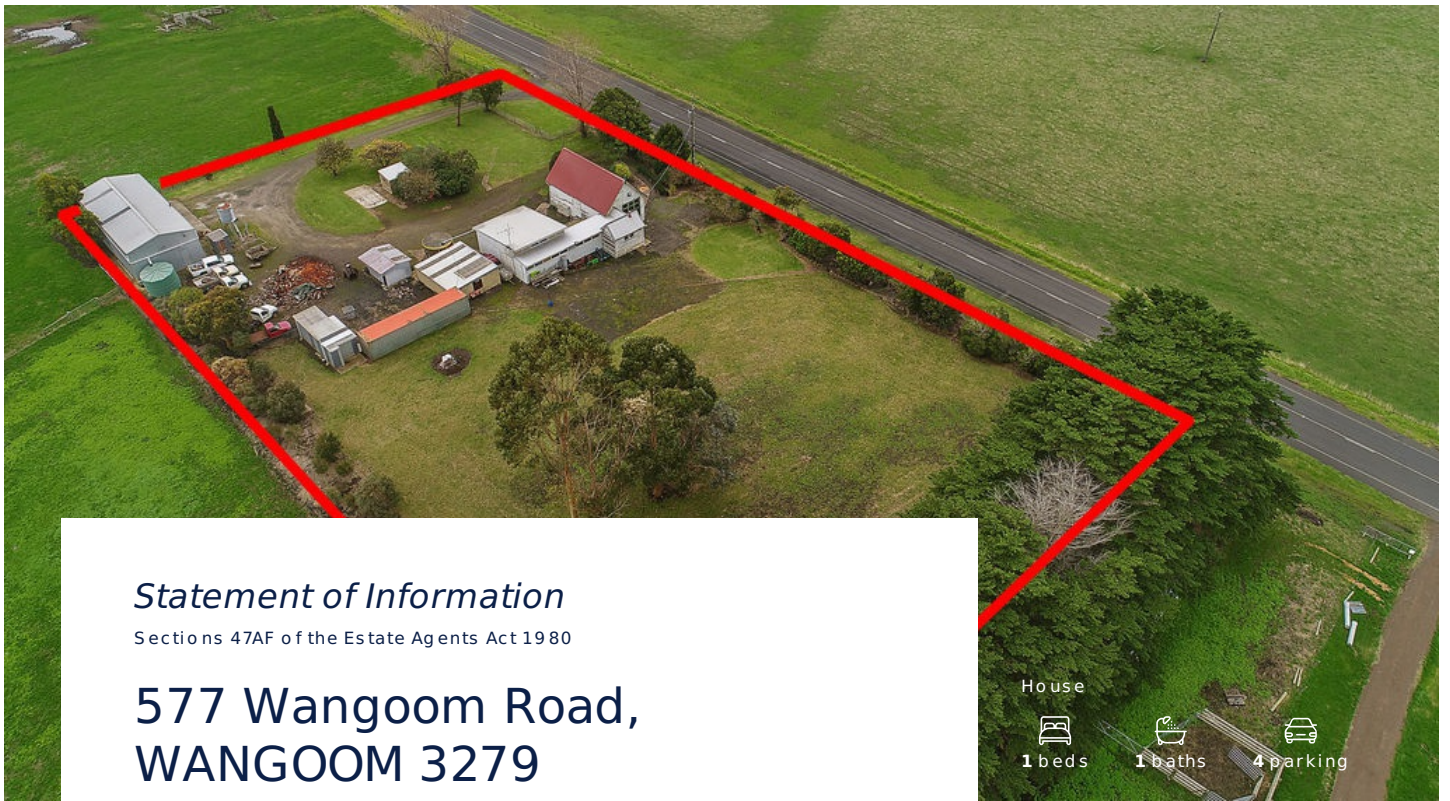 Statement of Information
Sections 47AF of the Estate Agents Act 1980
577 Wangoom Road,
WANGOOM 3279
House
1 beds 1 baths 4 parking